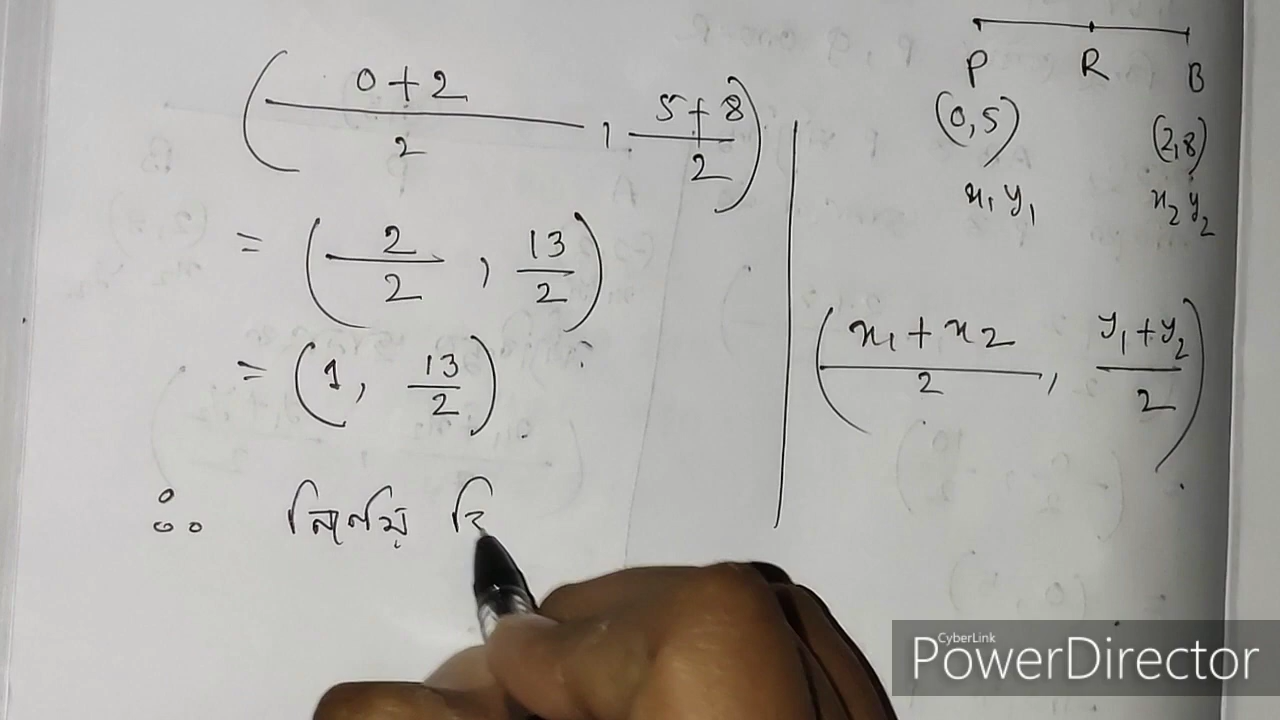 (0+2/2, 5+8/2)
= (2/2, 13/2)
= (1, 13/2)
∴ নির্ণেয়
P R B
(0,5) (2,8)
x₁ y₁ x₂ y₂
(x₁+x₂/2, y₁+y₂/2)
CyberLink
PowerDirector